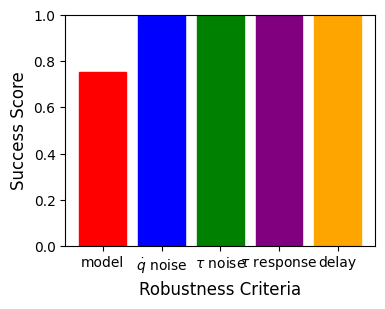 1.0
0.8
0.6
0.4
0.2
0.0
Success Score
model q̇ noise τ noise τ response delay
Robustness Criteria